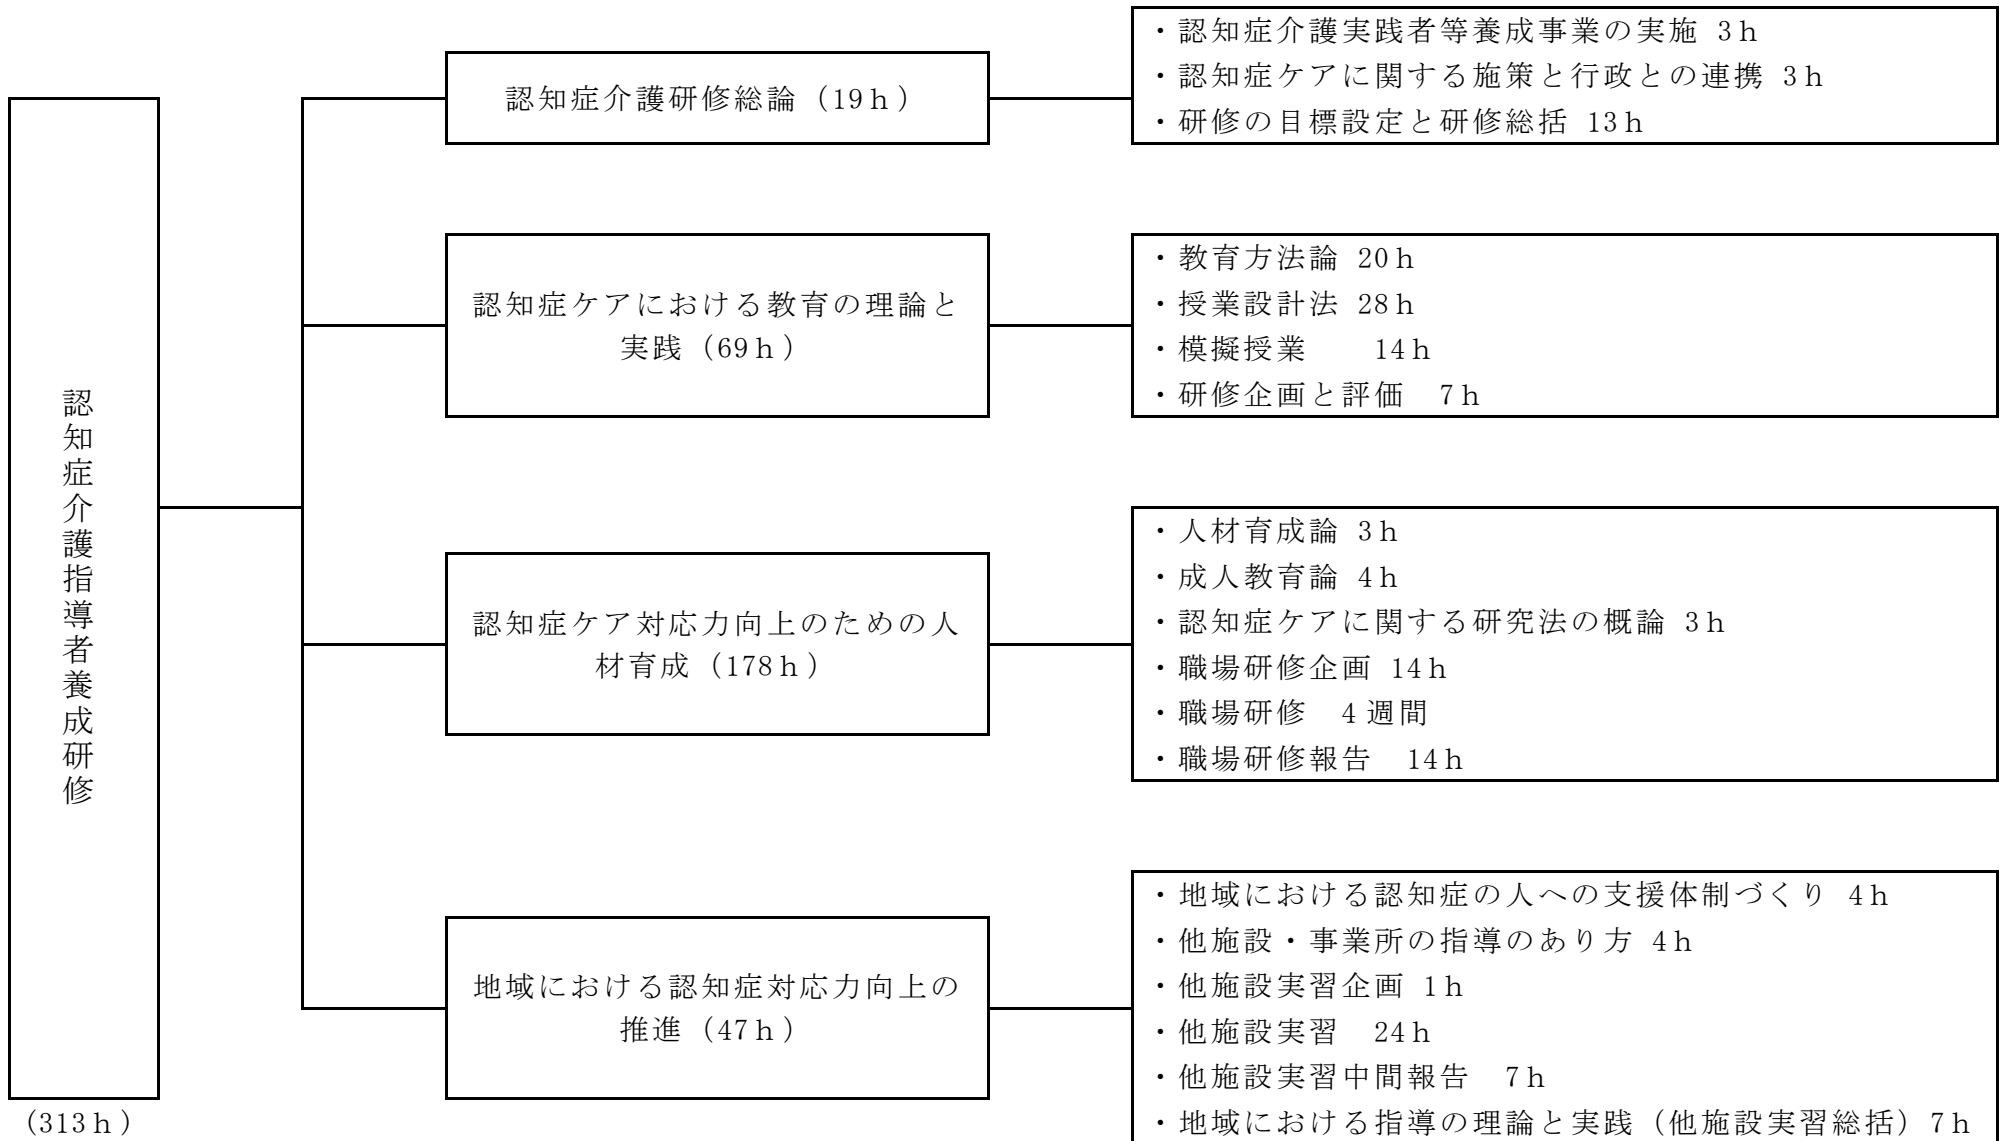 認知症介護指導者養成研修
(313h)
認知症介護研修総論（19h）
・認知症介護実践者等養成事業の実施 3h
・認知症ケアに関する施策と行政との連携 3h
・研修の目標設定と研修総括 13h
認知症ケアにおける教育の理論と
実践（69h）
・教育方法論 20h
・授業設計法 28h
・模擬授業　 14h
・研修企画と評価　7h
認知症ケア対応力向上のための人
材育成（178h）
・人材育成論 3h
・成人教育論 4h
・認知症ケアに関する研究法の概論 3h
・職場研修企画 14h
・職場研修　4週間
・職場研修報告　14h
地域における認知症対応力向上の
推進（47h）
・地域における認知症の人への支援体制づくり 4h
・他施設・事業所の指導のあり方 4h
・他施設実習企画 1h
・他施設実習　24h
・他施設実習中間報告　7h
・地域における指導の理論と実践（他施設実習総括）7h